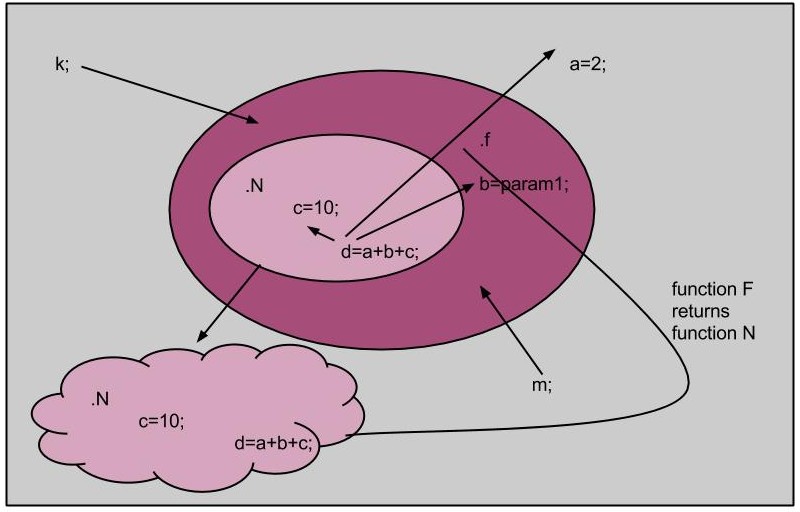 k;
a=2;
.f
.N
b=param1;
c=10;
d=a+b+c;
function F
returns
function N
m;
.N
c=10;
d=a+b+c;